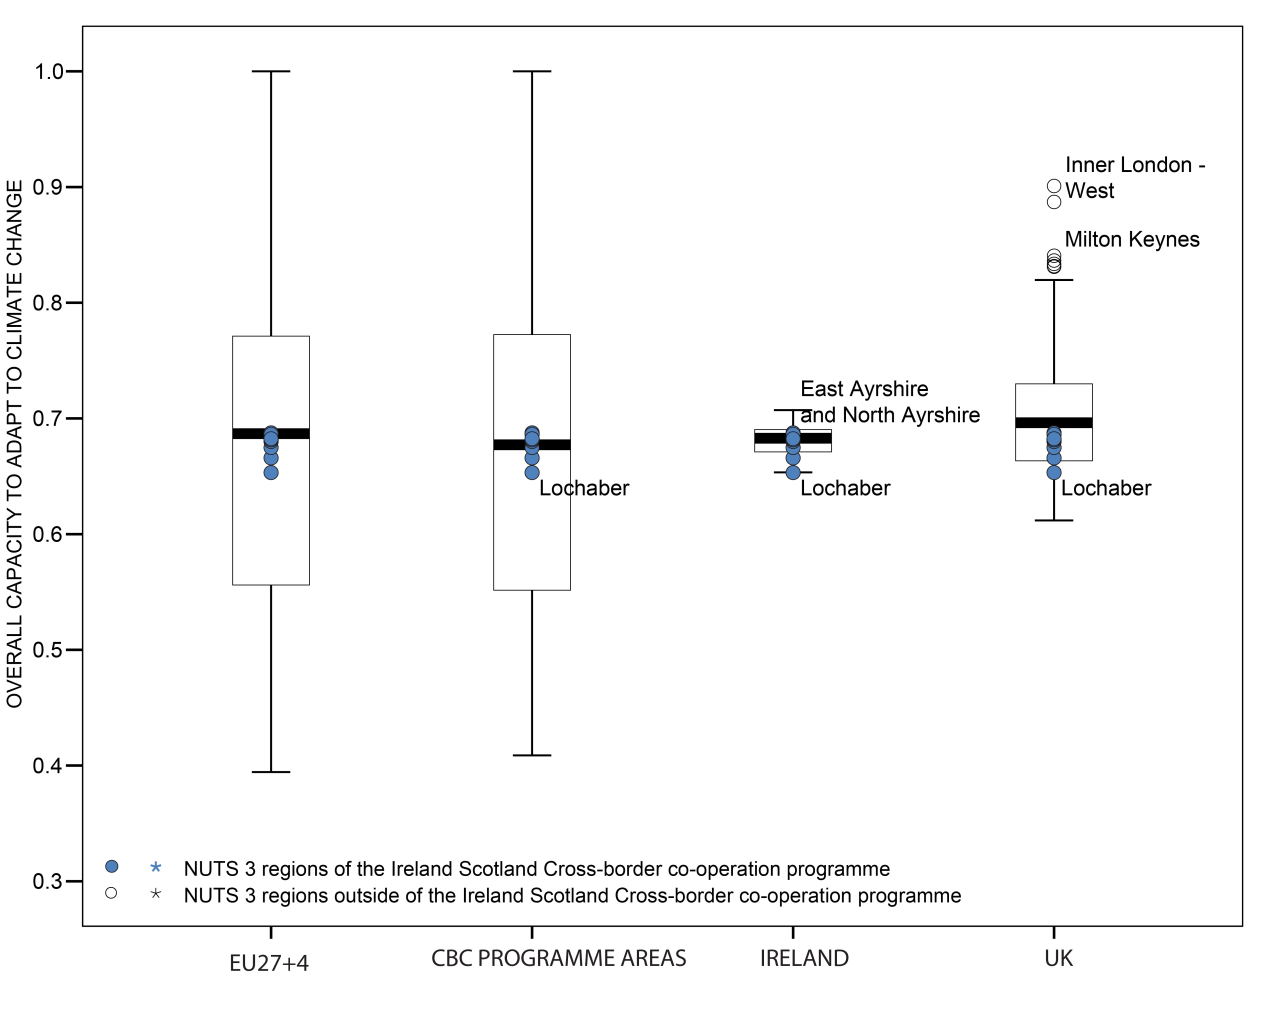 OVERALL CAPACITY TO ADAPT TO CLIMATE CHANGE
1.0
0.9
0.8
0.7
0.6
0.5
0.4
0.3
Inner London -
West
Milton Keynes
East Ayrshire
and North Ayrshire
Lochaber
Lochaber
Lochaber
NUTS 3 regions of the Ireland Scotland Cross-border co-operation programme
NUTS 3 regions outside of the Ireland Scotland Cross-border co-operation programme
EU27+4
CBC PROGRAMME AREAS
IRELAND
UK